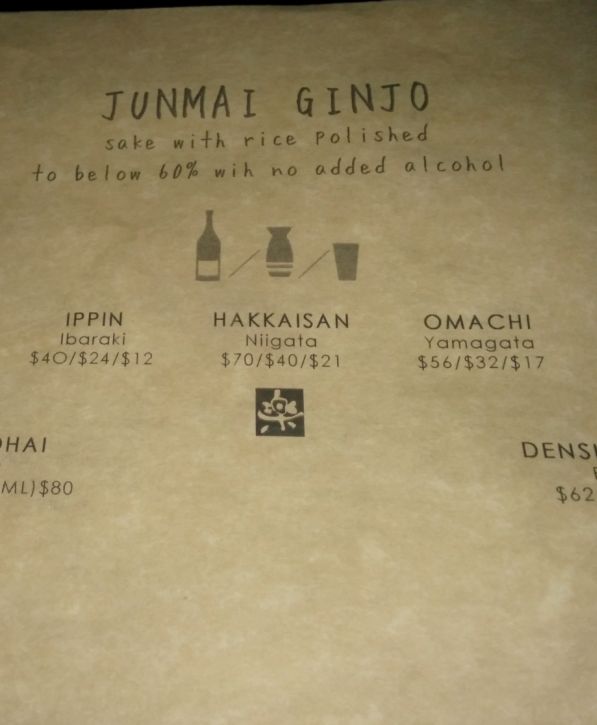 JUNMAI GINJO
sake with rice polished
to below 60% wih no added alcohol
IPPIN
Ibaraki
$40/$24/$12
HAKKAISAN
Niigata
$70/$40/$21
OMACHI
Yamagata
$56/$32/$17
OHAI
ML)$80
DENS
$62